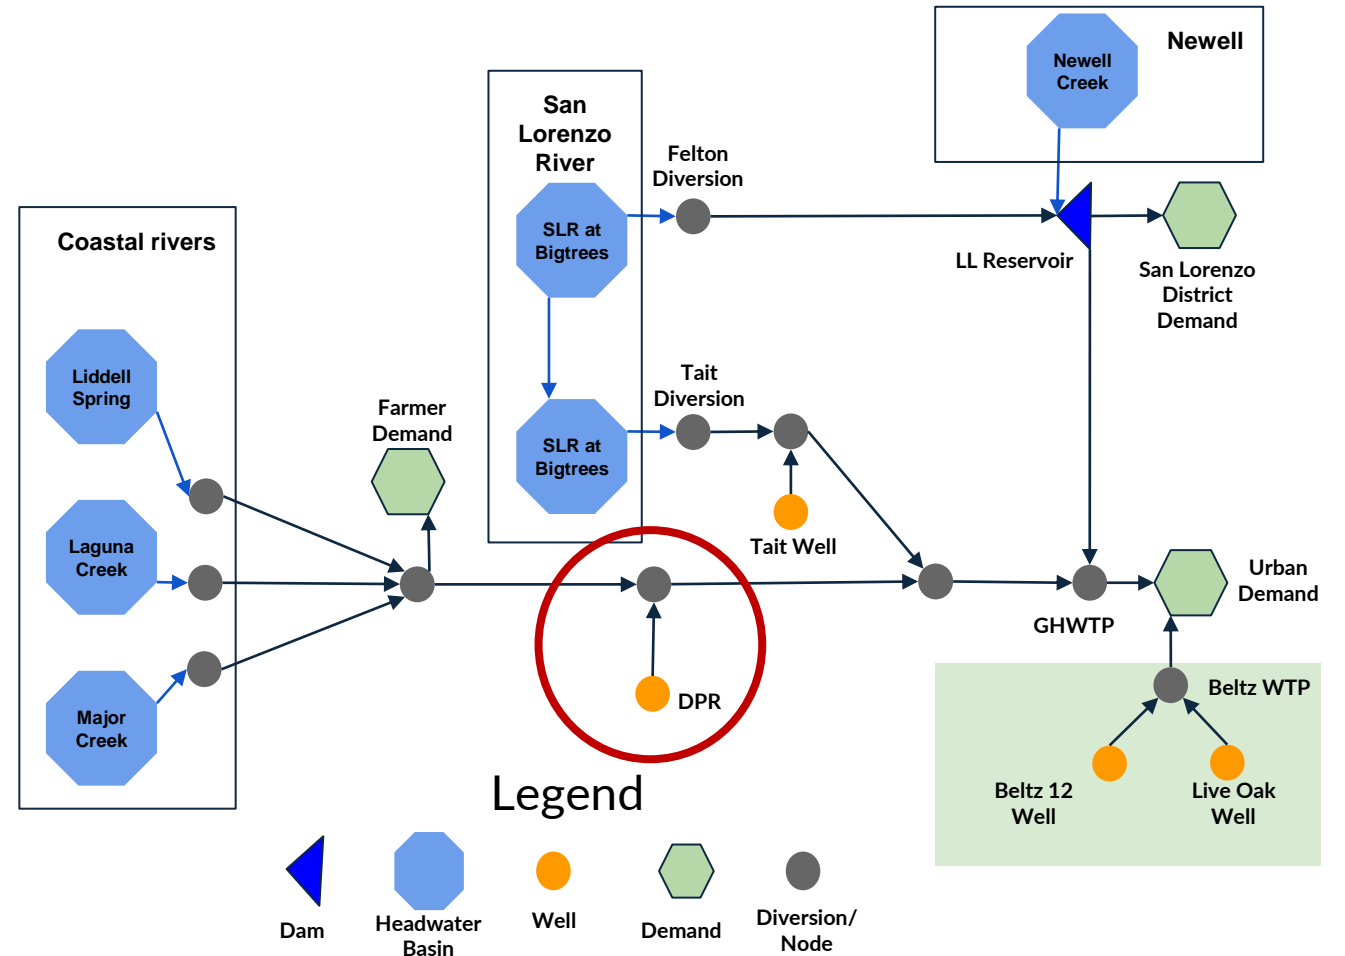 Newell
Newell
Creek
San
Lorenzo
River
Felton
Diversion
SLR at
Bigtrees
LL Reservoir
San Lorenzo
District
Demand
Coastal rivers
Liddell
Spring
Farmer
Demand
Tait
Diversion
SLR at
Bigtrees
Tait Well
Laguna
Creek
Urban
Demand
GHWTP
Major
Creek
DPR
Beltz WTP
Beltz 12
Well
Live Oak
Well
Legend
Dam
Headwater
Basin
Well
Demand
Diversion/
Node